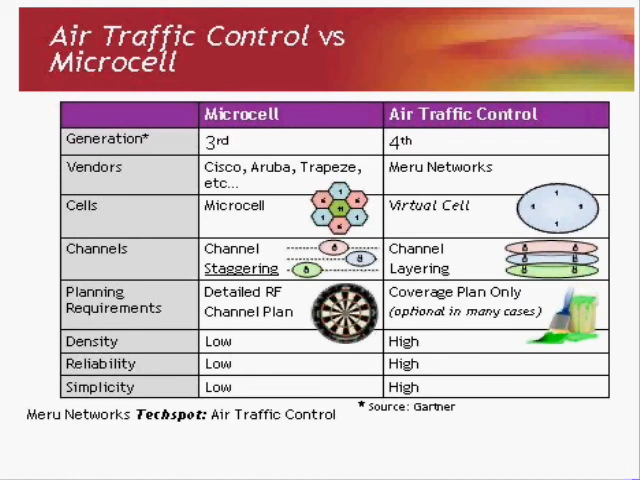 Air Traffic Control vs
Microcell
Microcell Air Traffic Control
Generation* 3rd 4th
Vendors Cisco, Aruba, Trapeze, Meru Networks
etc...
Cells Microcell Virtual Cell
Channels Channel Channel
Staggering Layering
Planning Detailed RF Coverage Plan Only
Requirements Channel Plan (optional in many cases)
Density Low High
Reliability Low High
Simplicity Low High
* Source: Gartner
Meru Networks Techspot: Air Traffic Control